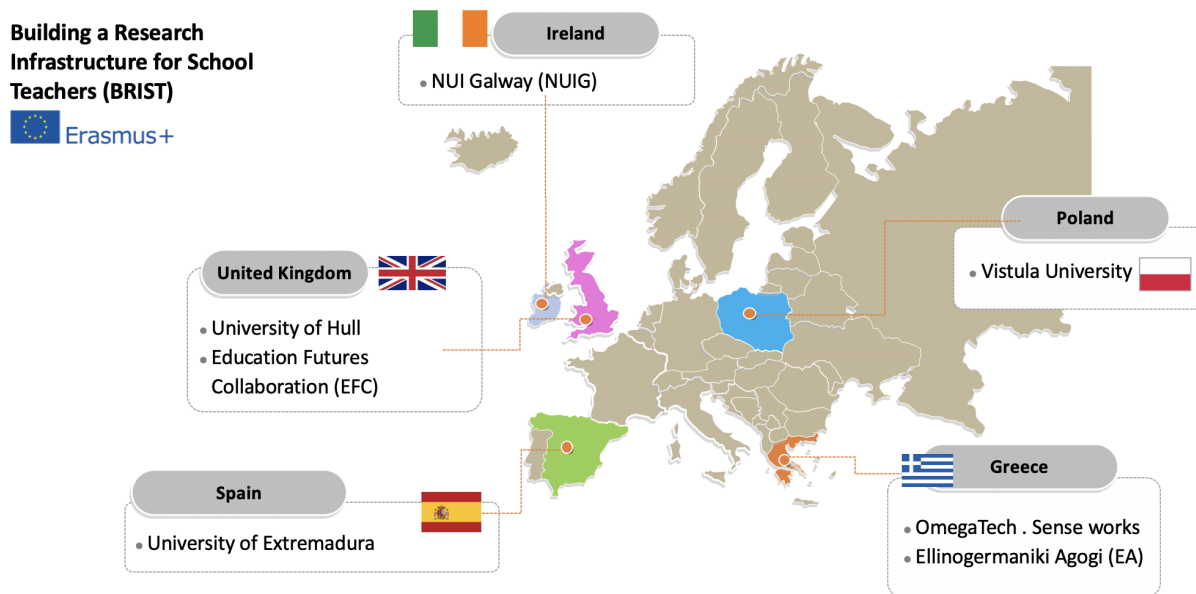 Building a Research
Infrastructure for School
Teachers (BRIST)
Erasmus+
Ireland
• NUI Galway (NUIG)
Poland
• Vistula University
United Kingdom
• University of Hull
• Education Futures
Collaboration (EFC)
Spain
• University of Extremadura
Greece
• OmegaTech . Sense works
• Ellinogermaniki Agogi (EA)